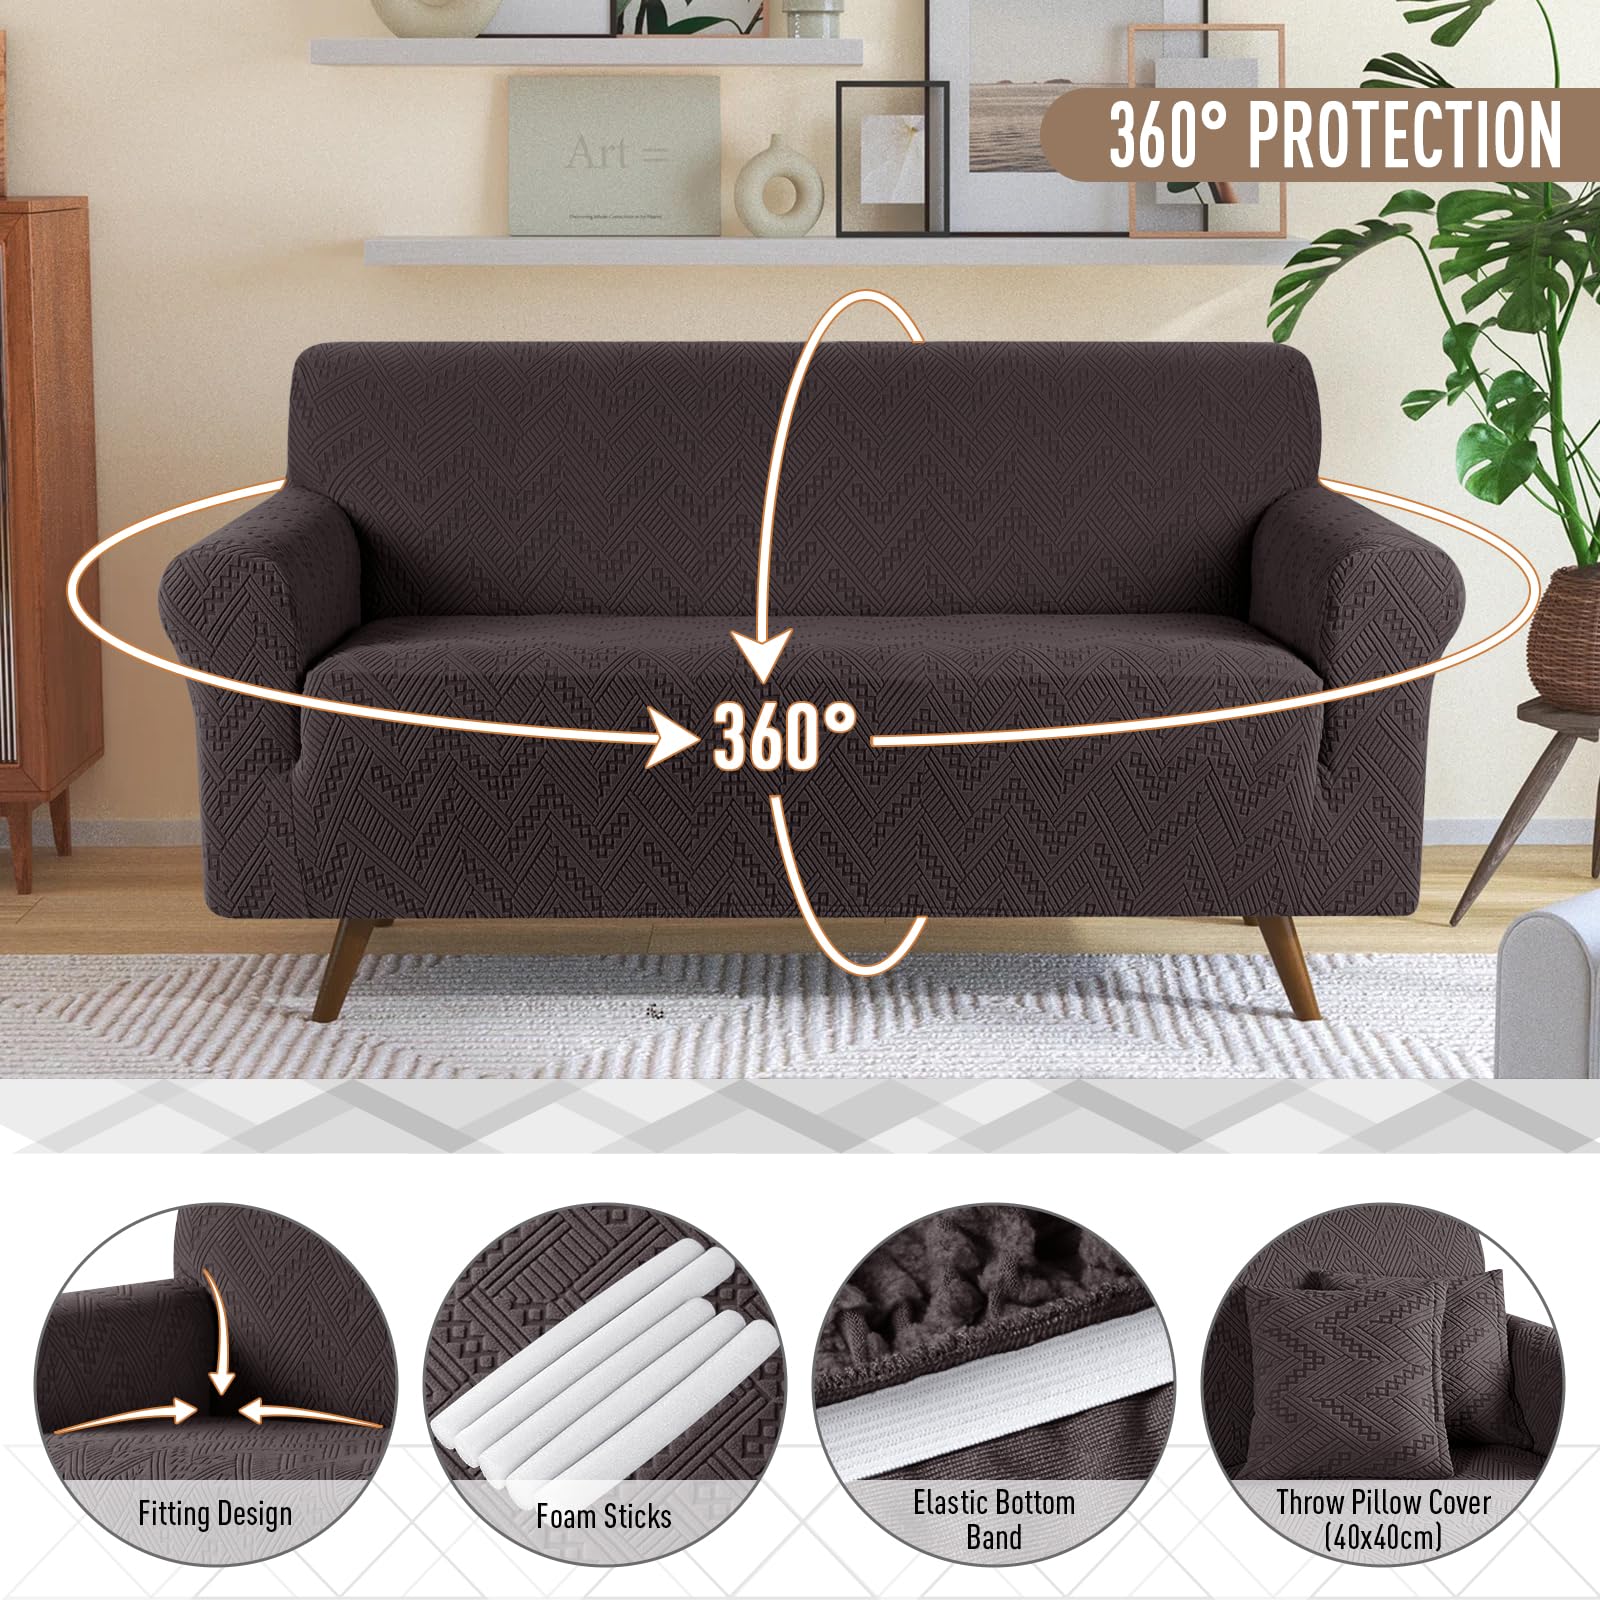 360° PROTECTION
Art =
360°
Fitting Design
Foam Sticks
Elastic Bottom
Band
Throw Pillow Cover
(40x40cm)